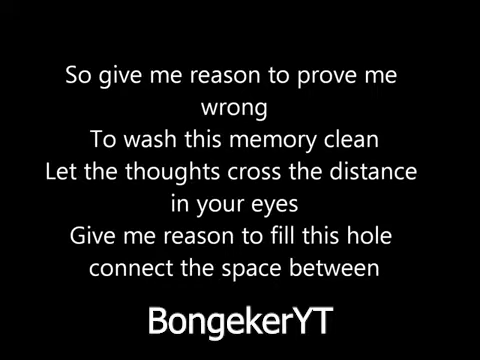 So give me reason to prove me
wrong
To wash this memory clean
Let the thoughts cross the distance
in your eyes
Give me reason to fill this hole
connect the space between
BongekerYT